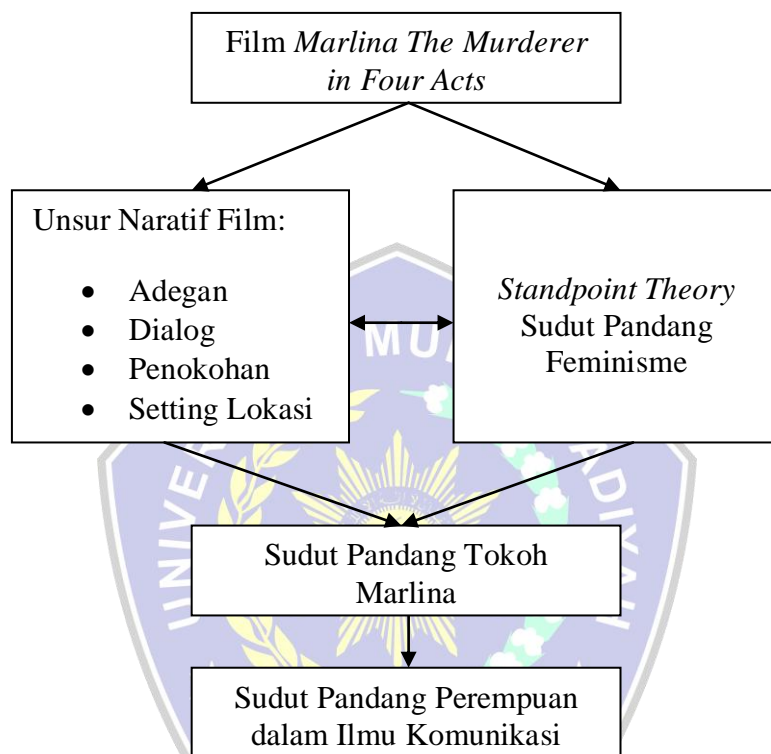 Film Marlina The Murderer
in Four Acts
Unsur Naratif Film:
• Adegan
• Dialog
• Penokohan
• Setting Lokasi
Standpoint Theory
Sudut Pandang
Feminisme
Sudut Pandang Tokoh
Marlina
Sudut Pandang Perempuan
dalam Ilmu Komunikasi